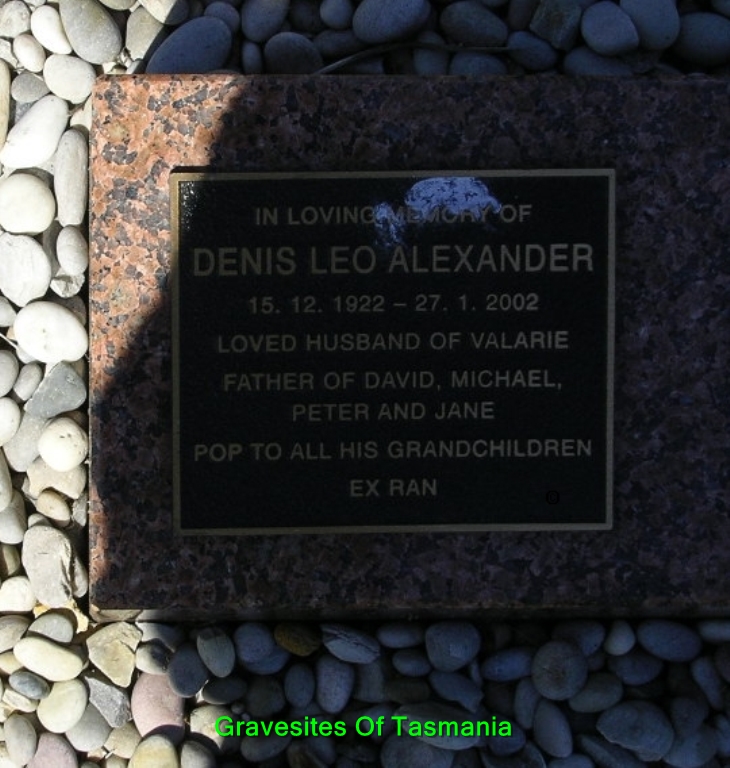 IN LOVING MEMORY OF
DENIS LEO ALEXANDER
15. 12. 1922 – 27. 1. 2002
LOVED HUSBAND OF VALARIE
FATHER OF DAVID, MICHAEL,
PETER AND JANE
POP TO ALL HIS GRANDCHILDREN
EX RAN
Gravesites Of Tasmania